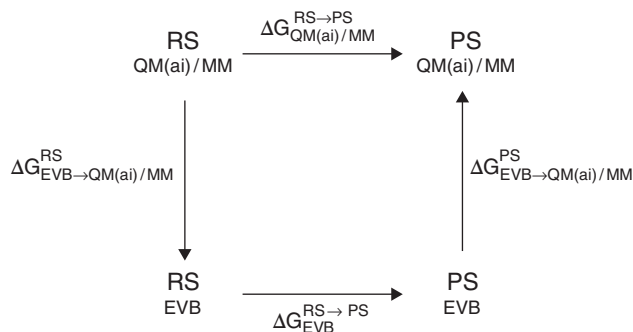 RS
QM(ai)/MM
ΔG^{RS→PS}_{QM(ai)/MM}
PS
QM(ai)/MM
ΔG^{RS}_{EVB→QM(ai)/MM}
ΔG^{PS}_{EVB→QM(ai)/MM}
RS
EVB
ΔG^{RS→PS}_{EVB}
PS
EVB